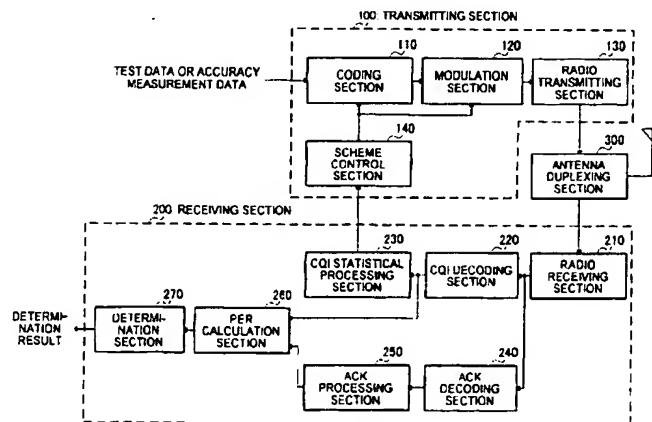 100 TRANSMITTING SECTION
110
120
130
TEST DATA OR ACCURACY
MEASUREMENT DATA
CODING
SECTION
MODULATION
SECTION
RADIO
TRANSMITTING
SECTION
140
SCHEME
CONTROL
SECTION
300
ANTENNA
DUPLEXING
SECTION
200 RECEIVING SECTION
230
220
210
CQI STATISTICAL
PROCESSING
SECTION
CQI DECODING
SECTION
RADIO
RECEIVING
SECTION
270
260
DETERMI-
NATION
RESULT
DETERMI-
NATION
SECTION
PER
CALCULATION
SECTION
250
240
ACK
PROCESSING
SECTION
ACK
DECODING
SECTION